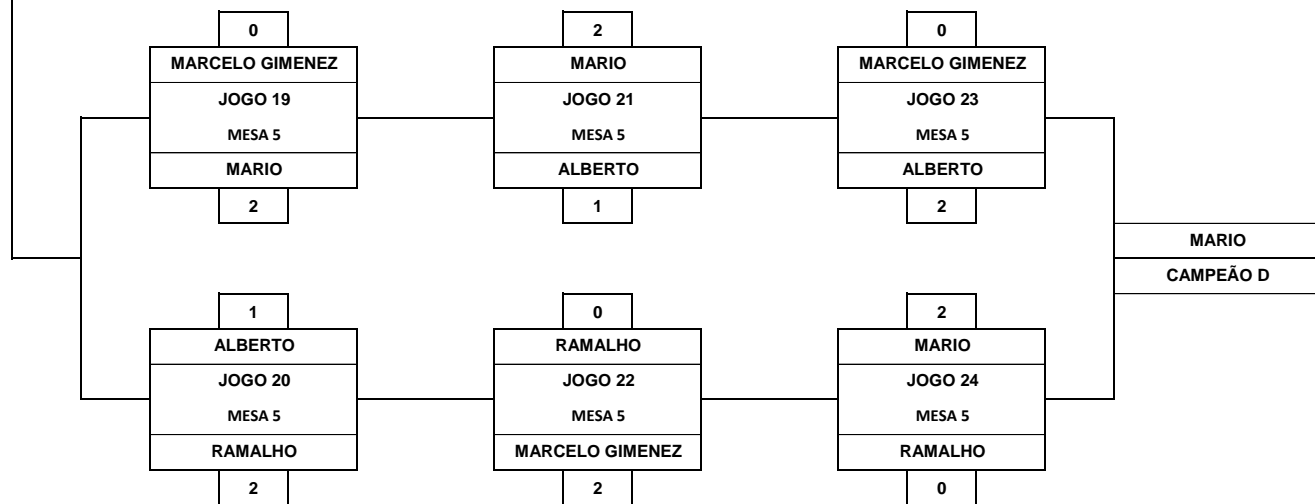 0
MARCELO GIMENEZ
JOGO 19
MESA 5
MARIO
2
2
MARIO
JOGO 21
MESA 5
ALBERTO
1
0
MARCELO GIMENEZ
JOGO 23
MESA 5
ALBERTO
2
MARIO
CAMPEÃO D
1
ALBERTO
JOGO 20
MESA 5
RAMALHO
2
0
RAMALHO
JOGO 22
MESA 5
MARCELO GIMENEZ
2
2
MARIO
JOGO 24
MESA 5
RAMALHO
0